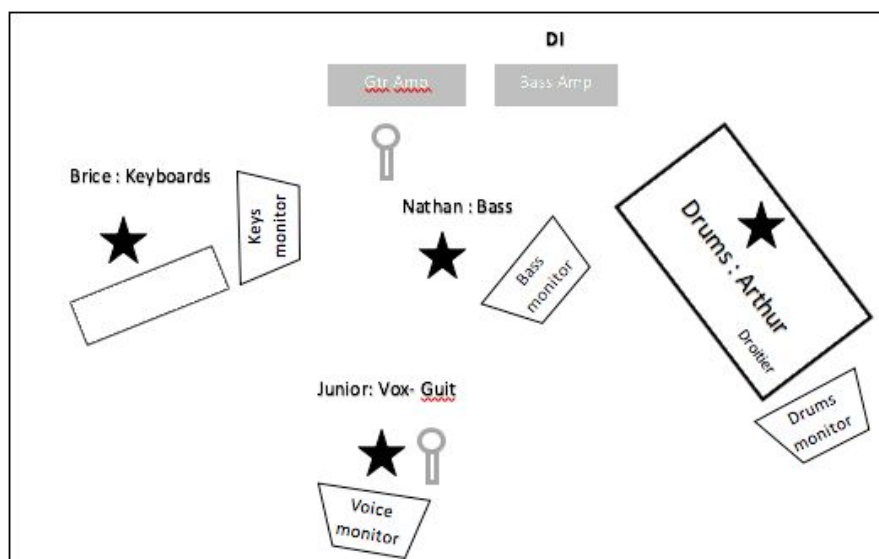 DI
Gtr Amp
Bass Amp
Brice : Keyboards
Keys
monitor
Nathan : Bass
Bass
monitor
Drums : Arthur
Droitier
Junior: Vox- Guit
Drums
monitor
Voice
monitor